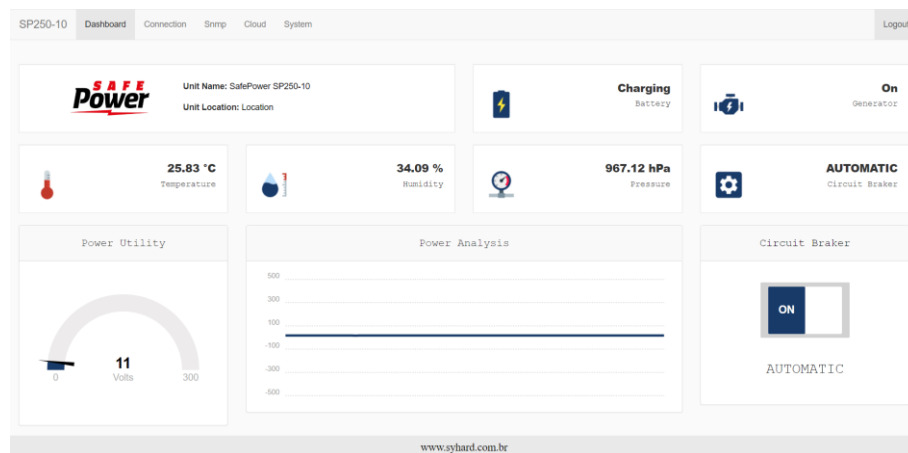 SP250-10 Dashboard Connection Snmp Cloud System Logout
SAFE
Power
Unit Name: SafePower SP250-10
Unit Location: Location
Charging
Battery
On
Generator
25.83 °C
Temperature
34.09 %
Humidity
967.12 hPa
Pressure
AUTOMATIC
Circuit Braker
Power Utility
11
Volts
0
300
Power Analysis
500
300
100
-100
-300
-500
Circuit Braker
ON
AUTOMATIC
www.syhard.com.br